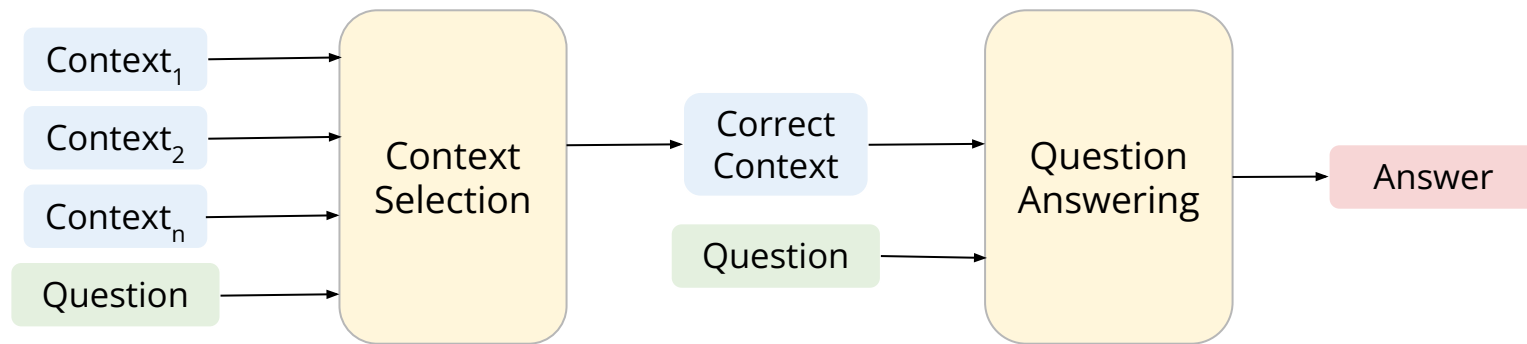 Context1
Context2
Contextn
Question
Context
Selection
Correct
Context
Question
Question
Answering
Answer